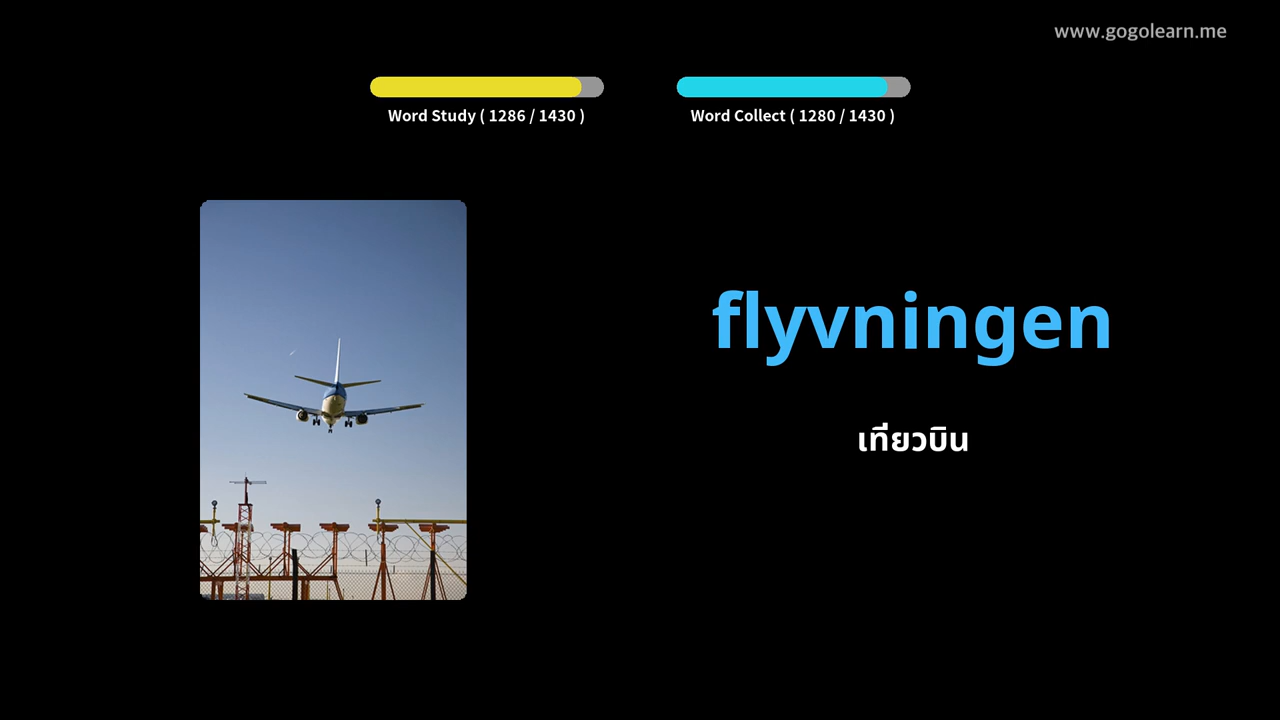 www.gogolearn.me
Word Study ( 1286 / 1430 )
Word Collect ( 1280 / 1430 )
flyvningen
เที่ยวบิน